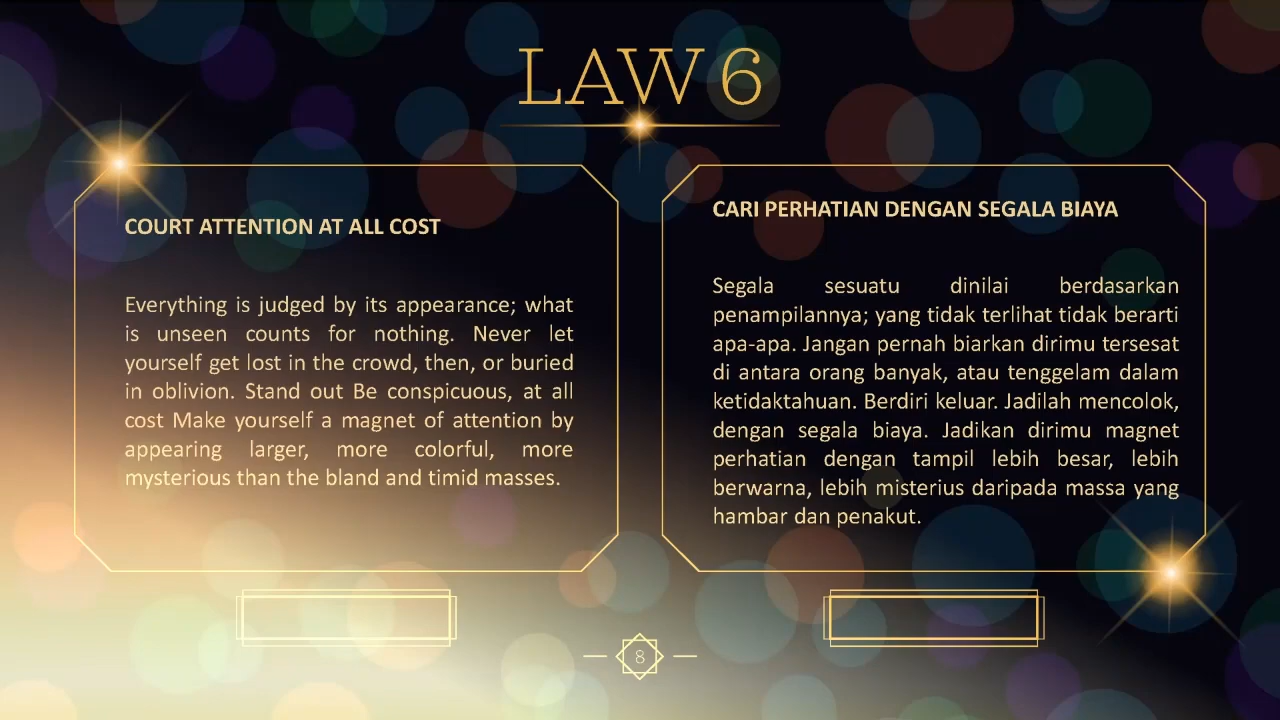 LAW 6
COURT ATTENTION AT ALL COST
Everything is judged by its appearance; what
is unseen counts for nothing. Never let
yourself get lost in the crowd, then, or buried
in oblivion. Stand out Be conspicuous, at all
cost Make yourself a magnet of attention by
appearing larger, more colorful, more
mysterious than the bland and timid masses.
CARI PERHATIAN DENGAN SEGALA BIAYA
Segala sesuatu dinilai berdasarkan
penampilannya; yang tidak terlihat tidak berarti
apa-apa. Jangan pernah biarkan dirimu tersesat
di antara orang banyak, atau tenggelam dalam
ketidaktahuan. Berdiri keluar. Jadilah mencolok,
dengan segala biaya. Jadikan dirimu magnet
perhatian dengan tampil lebih besar, lebih
berwarna, lebih misterius daripada massa yang
hambar dan penakut.
8